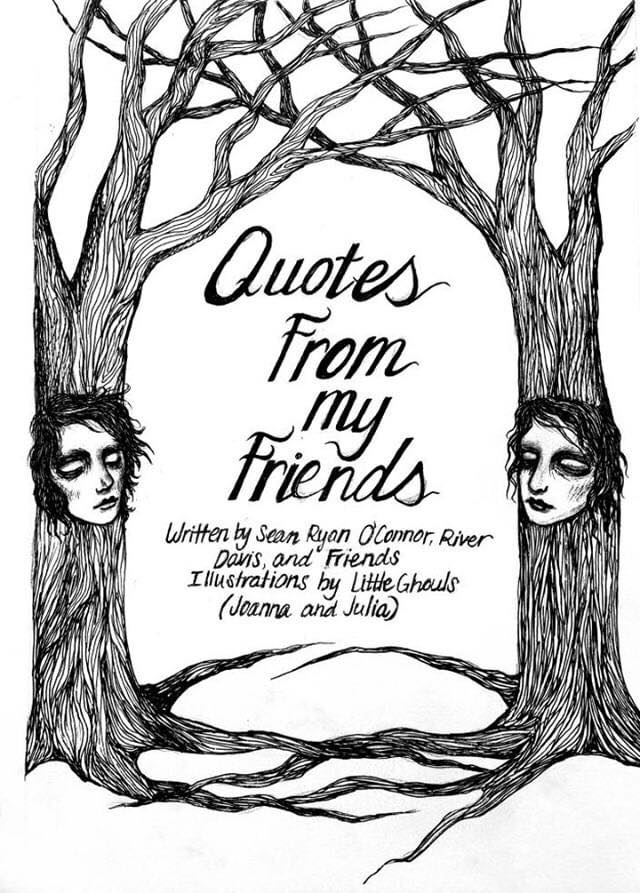 Quotes
From
my
Friends
Written by Sean Ryan O'Connor, River
Davis, and Friends
Illustrations by Little Ghouls
(Joanna and Julia)